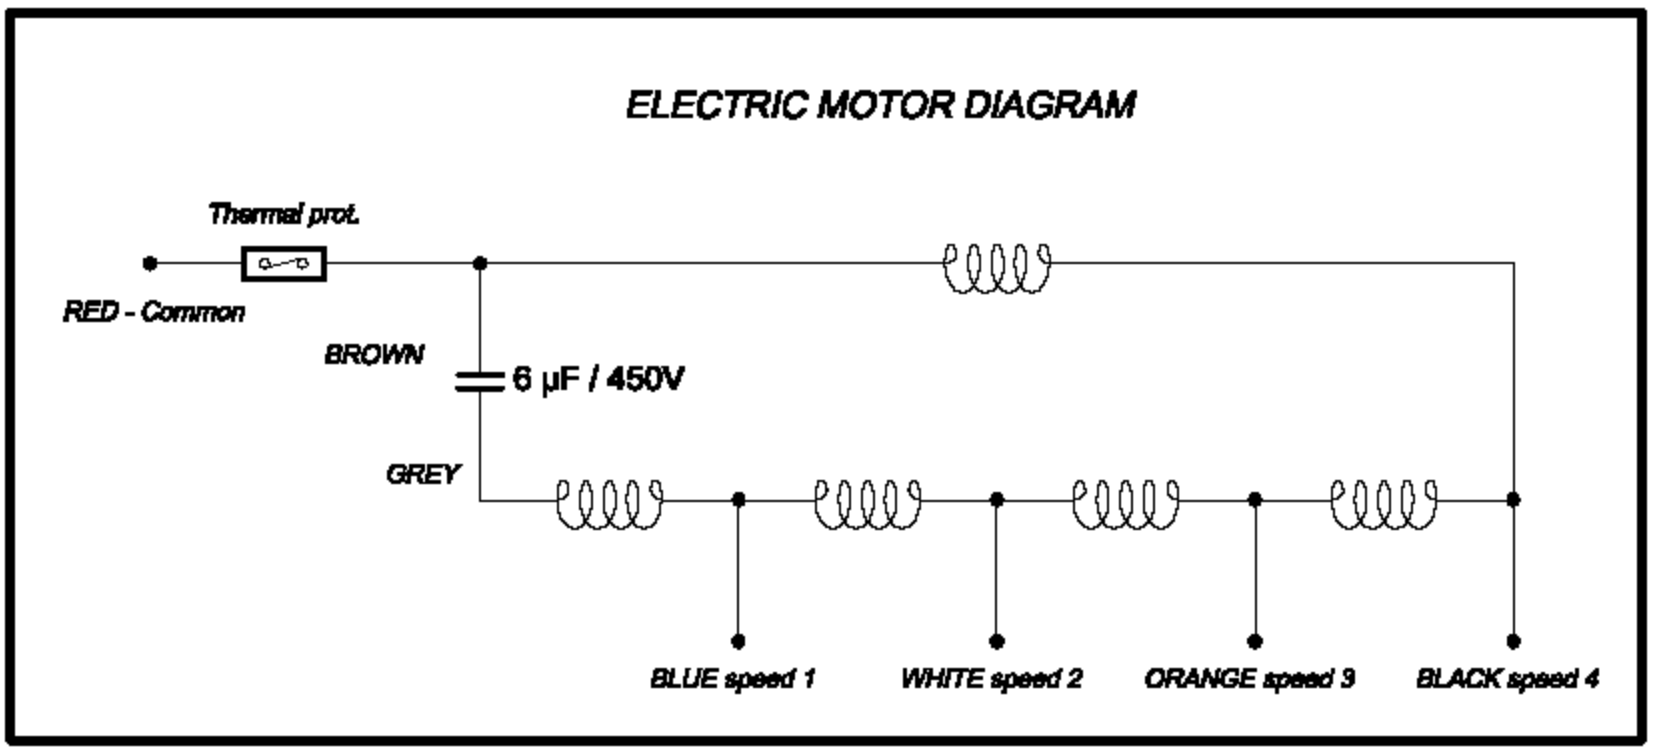 ELECTRIC MOTOR DIAGRAM
Thermal prot.
RED - Common
BROWN
6 µF / 450V
GREY
BLUE speed 1
WHITE speed 2
ORANGE speed 3
BLACK speed 4